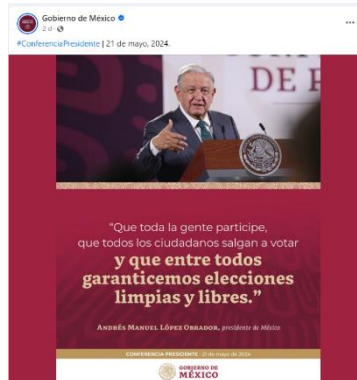 Gobierno de México
2 d ·
#ConferenciaPresidente | 21 de mayo, 2024.
DE P
“Que toda la gente participe,
que todos los ciudadanos salgan a votar
y que entre todos
garanticemos elecciones
limpias y libres.”
ANDRÉS MANUEL LÓPEZ OBRADOR, presidente de México
CONFERENCIA PRESIDENTE · 21 de mayo de 2024
GOBIERNO DE
MÉXICO